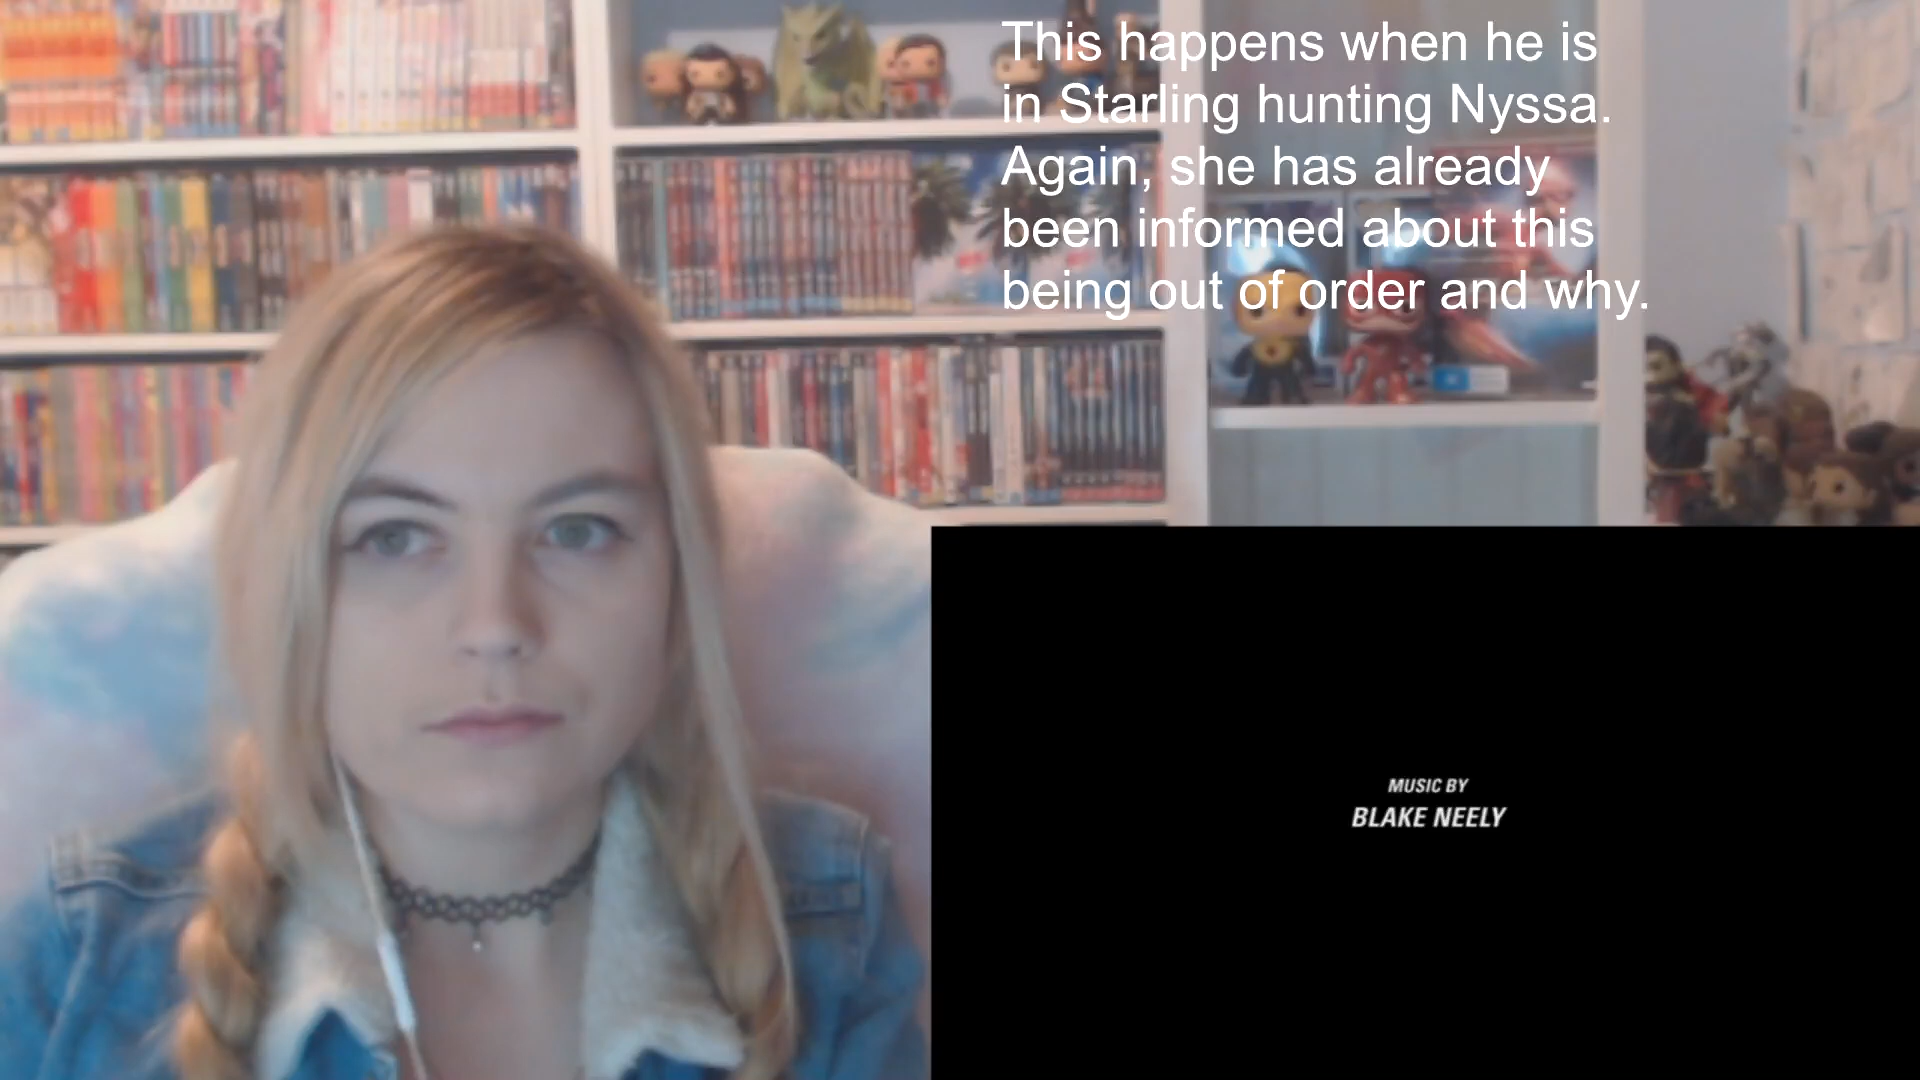 This happens when he is
in Starling hunting Nyssa.
Again, she has already
been informed about this
being out of order and why.
MUSIC BY
BLAKE NEELY